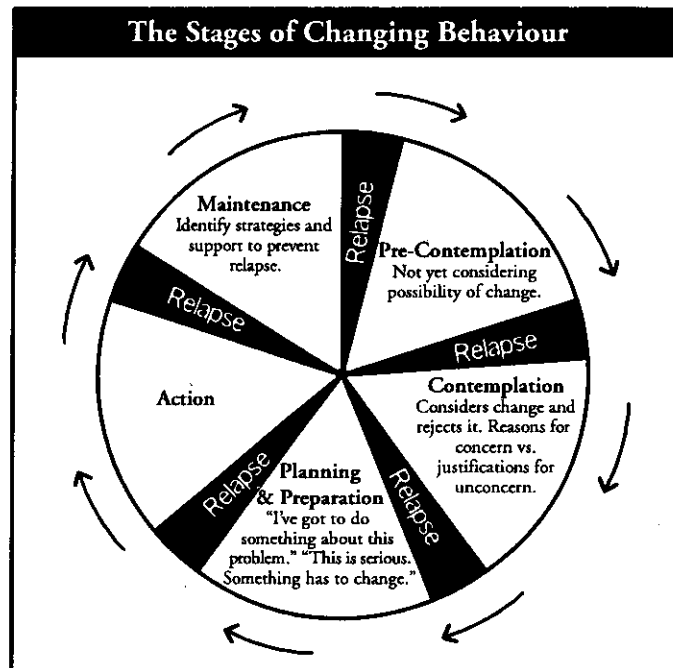 The Stages of Changing Behaviour
Relapse
Pre-Contemplation
Not yet considering
possibility of change.
Relapse
Contemplation
Considers change and
rejects it. Reasons for
concern vs.
justifications for
unconcern.
Relapse
Planning
& Preparation
“I’ve got to do
something about this
problem.” “This is serious.
Something has to change.”
Relapse
Action
Relapse
Maintenance
Identify strategies and
support to prevent
relapse.